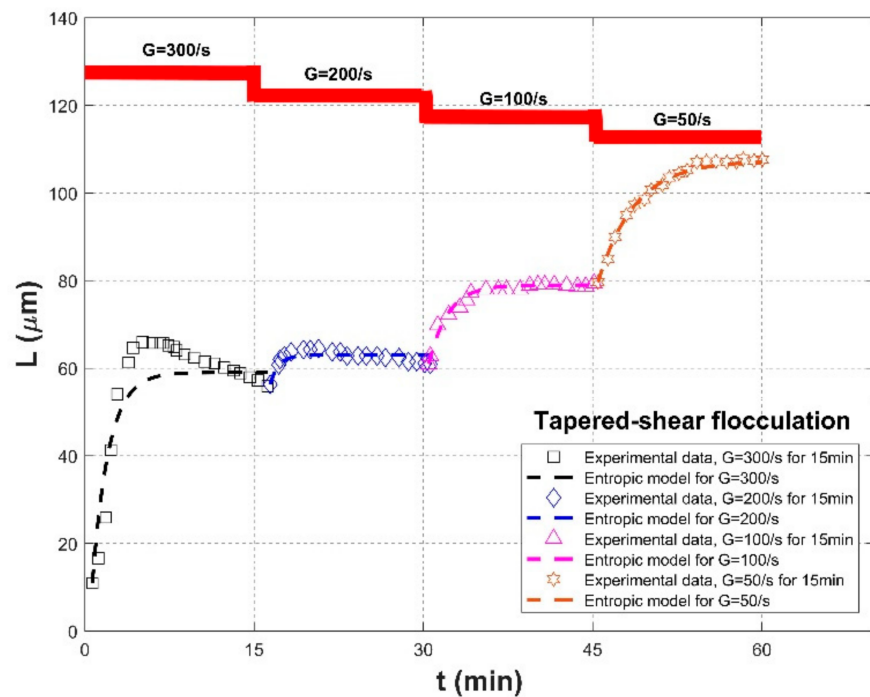 140
120
100
80
60
40
20
0
L (μm)
G=300/s
G=200/s
G=100/s
G=50/s
Tapered-shear flocculation
Experimental data, G=300/s for 15min
Entropic model for G=300/s
Experimental data, G=200/s for 15min
Entropic model for G=200/s
Experimental data, G=100/s for 15min
Entropic model for G=100/s
Experimental data, G=50/s for 15min
Entropic model for G=50/s
0 15 30 45 60
t (min)